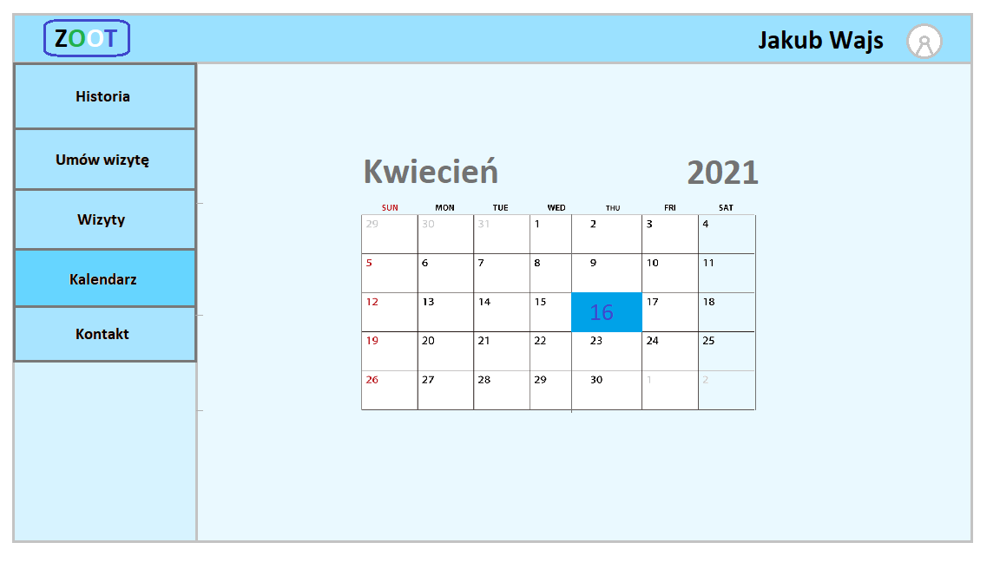 ZOOT
Jakub Wajs
Historia
Umów wizytę
Wizyty
Kalendarz
Kontakt
Kwiecień 2021
SUN MON TUE WED THU FRI SAT
29 30 31 1 2 3 4
5 6 7 8 9 10 11
12 13 14 15 16 17 18
19 20 21 22 23 24 25
26 27 28 29 30 1 2